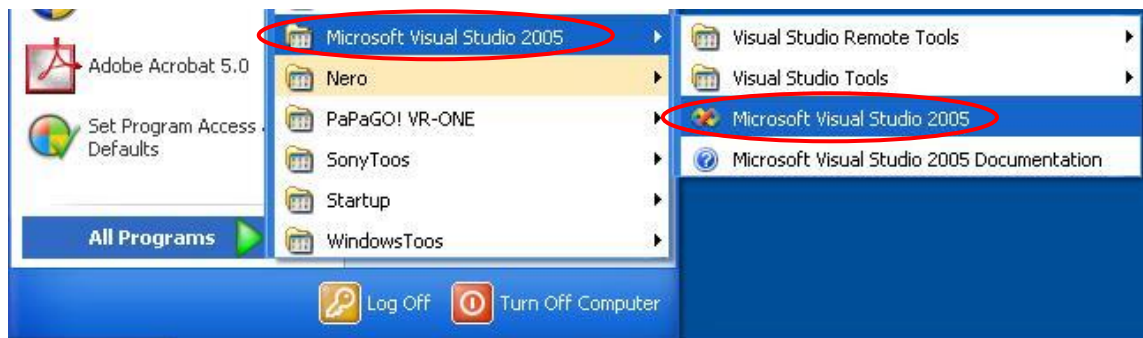 Adobe Acrobat 5.0
Set Program Access
Defaults
All Programs
Microsoft Visual Studio 2005
Nero
PaPaGO! VR-ONE
SonyToos
Startup
WindowsToos
Visual Studio Remote Tools
Visual Studio Tools
Microsoft Visual Studio 2005
Microsoft Visual Studio 2005 Documentation
Log Off
Turn Off Computer